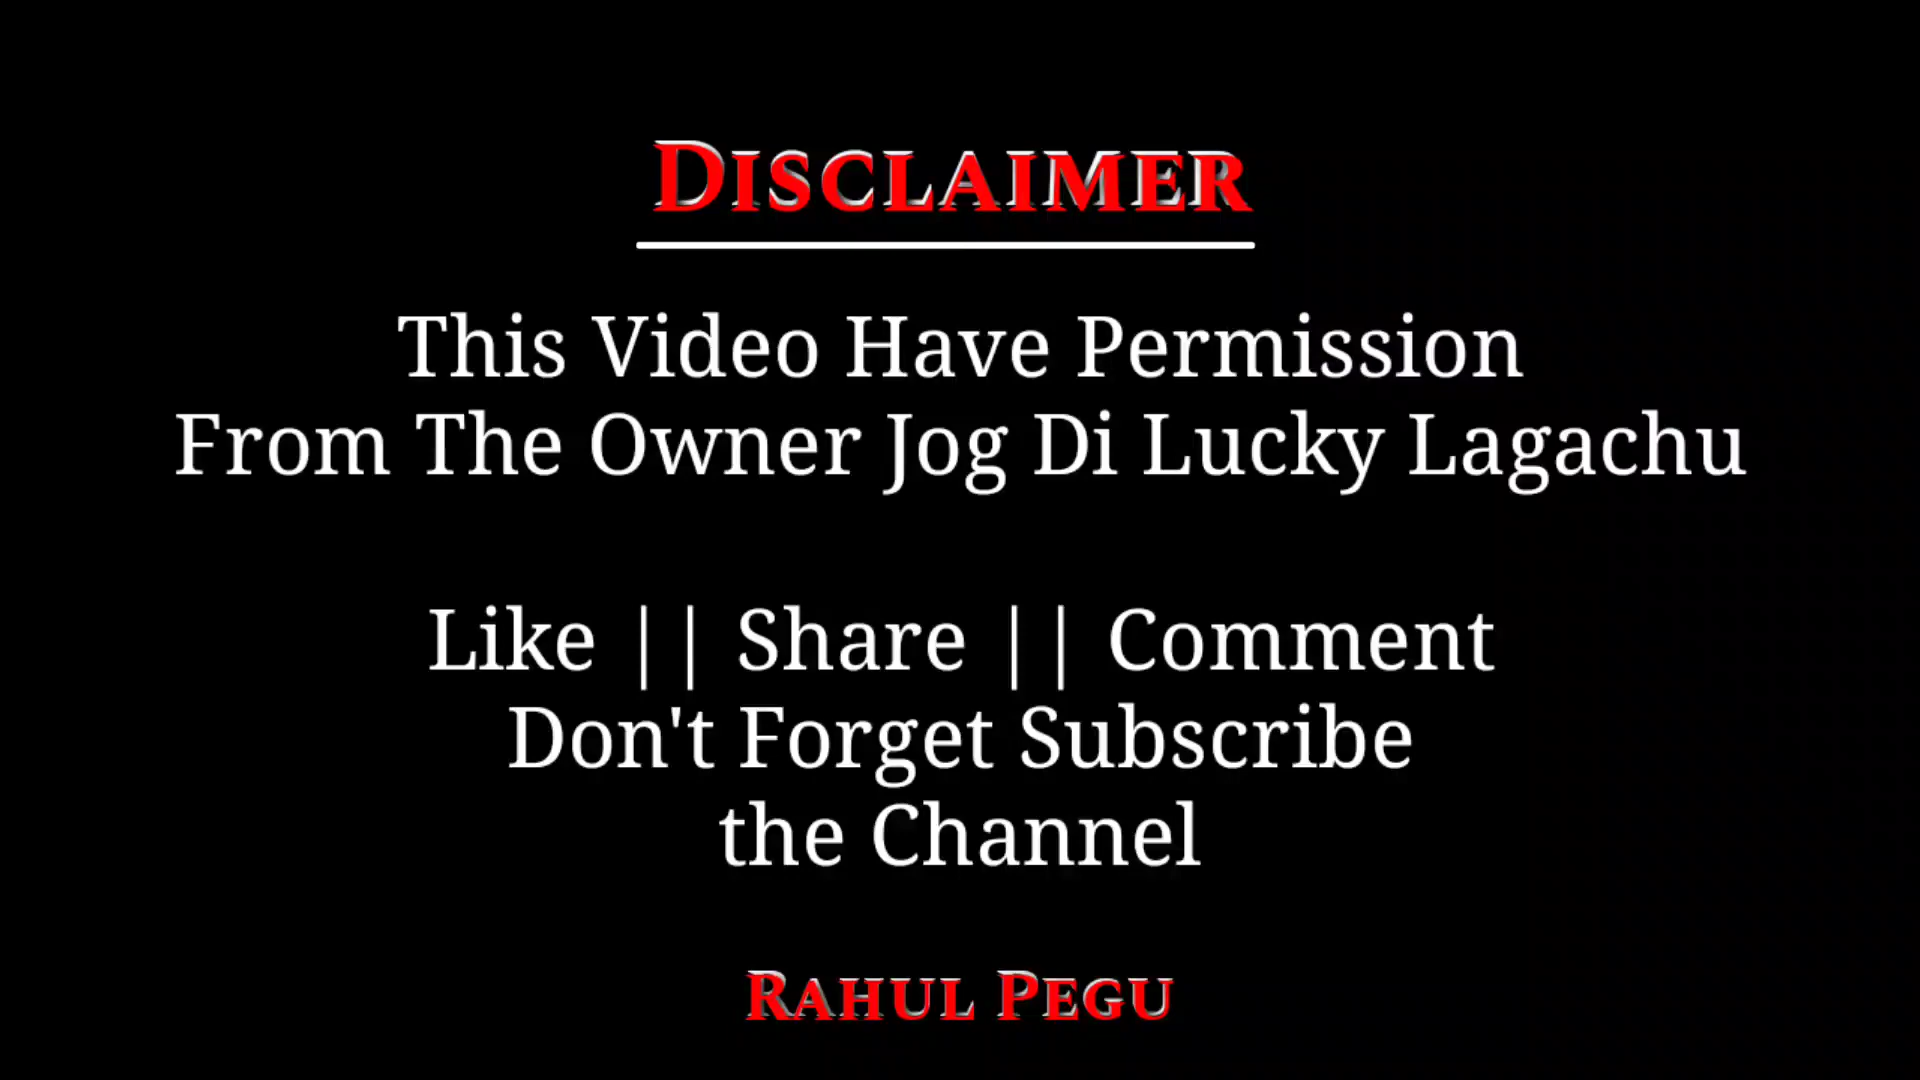 Disclaimer
This Video Have Permission
From The Owner Jog Di Lucky Lagachu
Like || Share || Comment
Don't Forget Subscribe
the Channel
Rahul Pegu